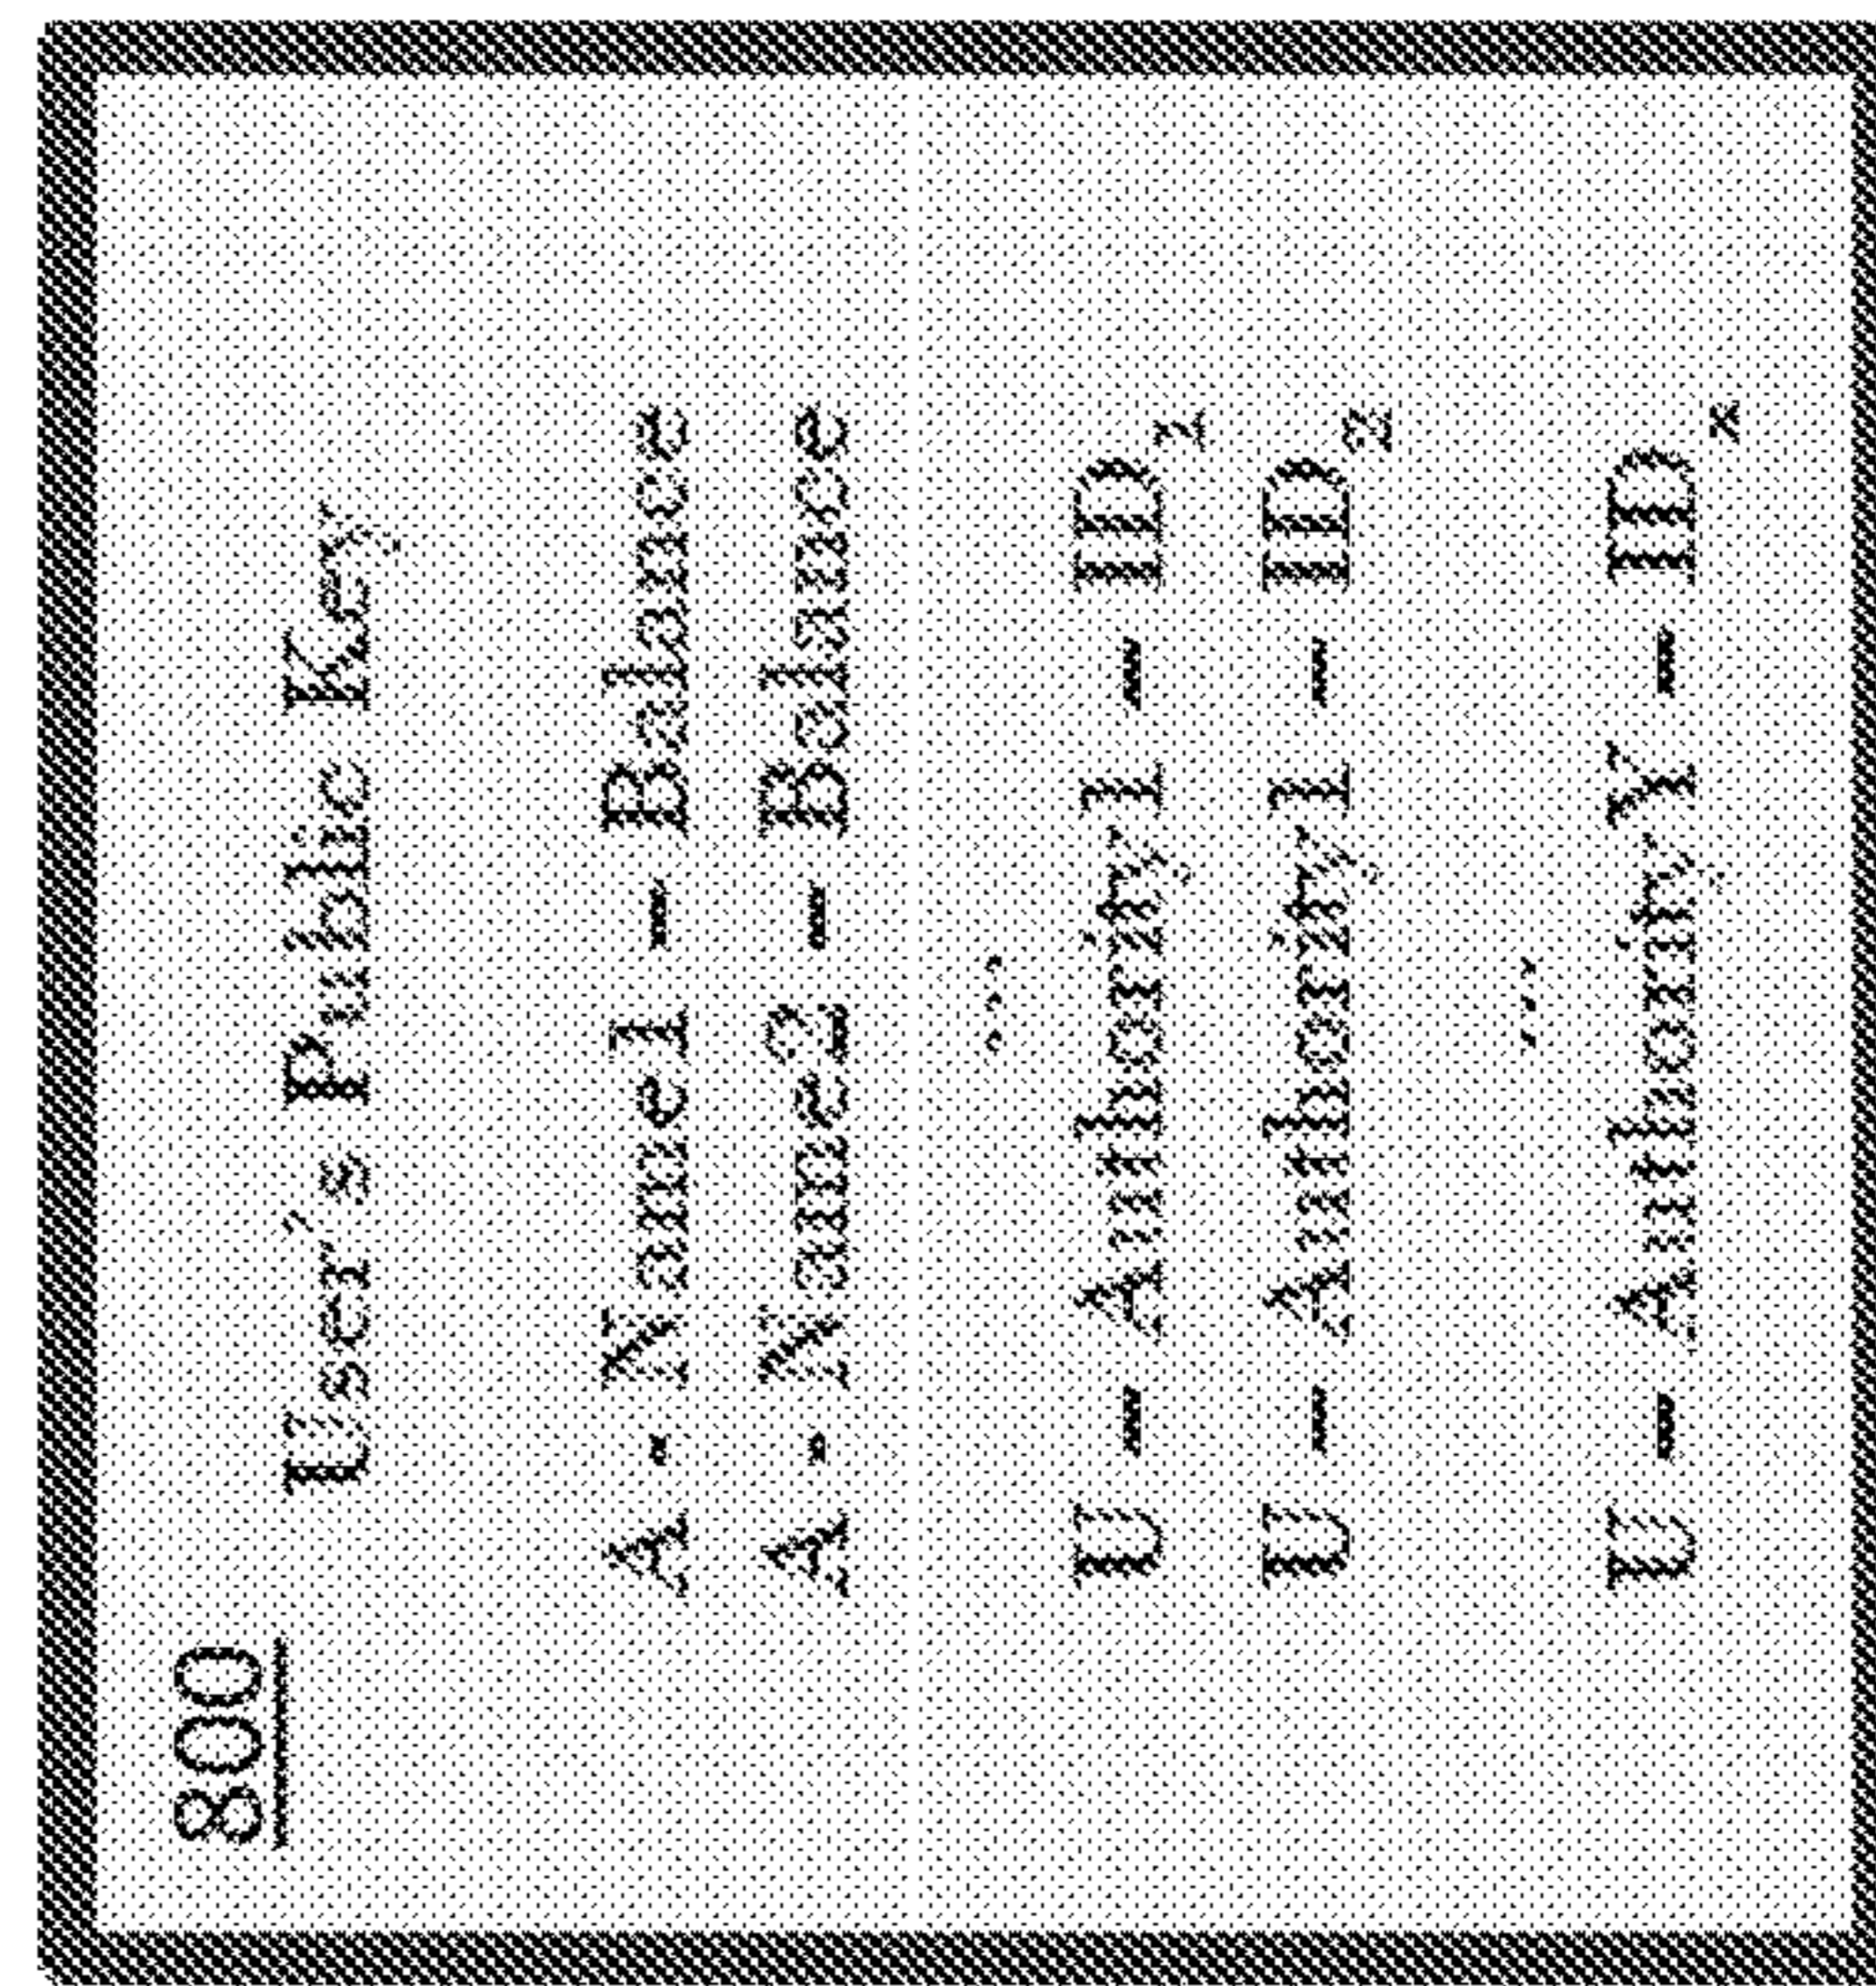 800
User's Public Key
A - Name1 – Balance
A - Name2 – Balance
...
U – Authority1 – ID₁
U – Authority1 – ID₂
...
U – AuthorityY – IDₓ